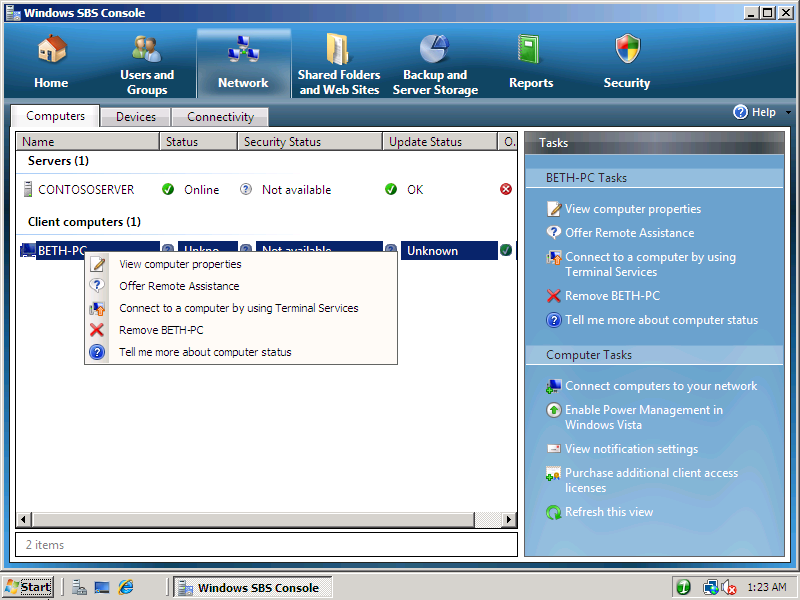 Windows SBS Console
Home
Users and Groups
Network
Shared Folders and Web Sites
Backup and Server Storage
Reports
Security
Computers
Devices
Connectivity
Help
Name
Status
Security Status
Update Status
O.
Servers (1)
CONTOSOSERVER
Online
Not available
OK
Client computers (1)
BETH-PC
Unkno
Not available
Unknown
View computer properties
Offer Remote Assistance
Connect to a computer by using Terminal Services
Remove BETH-PC
Tell me more about computer status
2 items
Tasks
BETH-PC Tasks
View computer properties
Offer Remote Assistance
Connect to a computer by using
Terminal Services
Remove BETH-PC
Tell me more about computer status
Computer Tasks
Connect computers to your network
Enable Power Management in
Windows Vista
View notification settings
Purchase additional client access
licenses
Refresh this view
Start
Windows SBS Console
1:23 AM